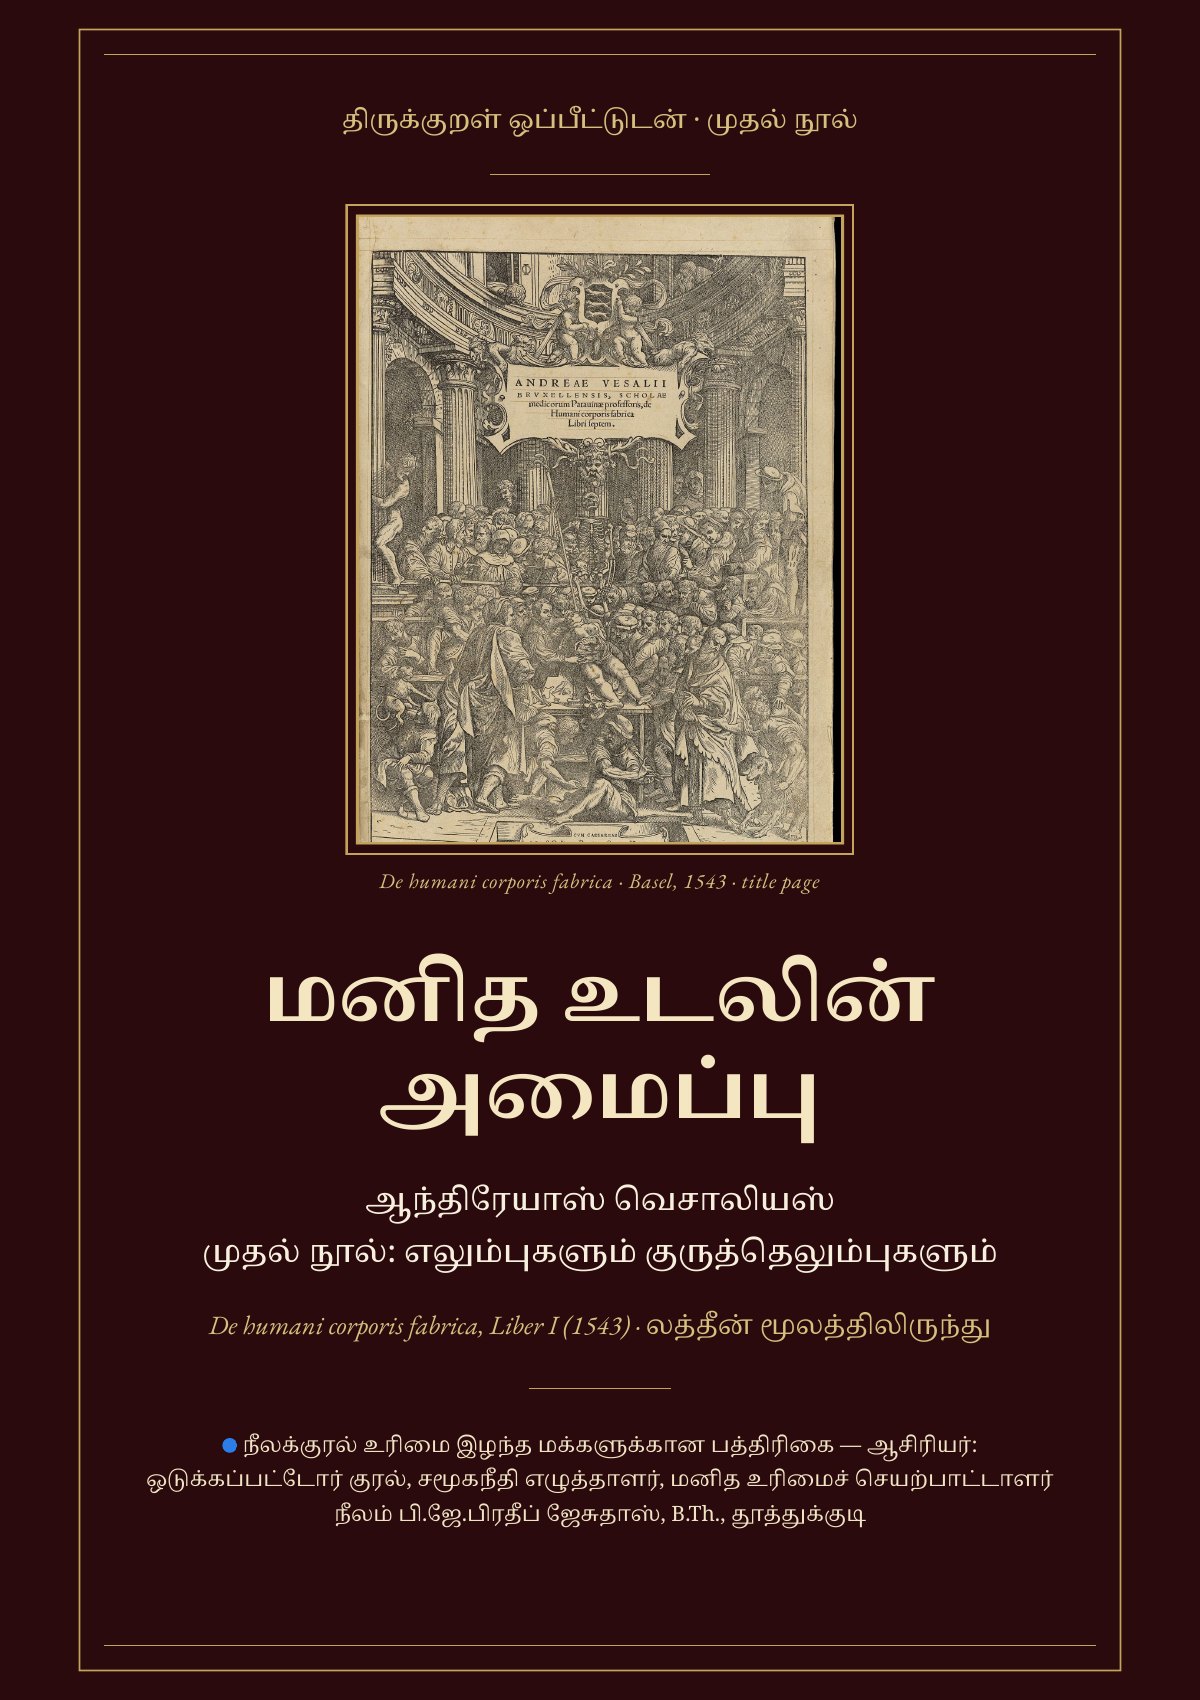 திருக்குறள் ஒப்பீட்டுடன் · முதல் நூல்
ANDREAE VESALII
BRVXELLENSIS, SCHOLAE
medicorum Patauinæ professoris, de
Humani corporis fabrica
Libri septem.
CVM CAESAREAE
De humani corporis fabrica · Basel, 1543 · title page
மனித உடலின்
அமைப்பு
ஆந்திரேயாஸ் வெசாலியஸ்
முதல் நூல்: எலும்புகளும் குருத்தெலும்புகளும்
De humani corporis fabrica, Liber I (1543) · லத்தீன் மூலத்திலிருந்து
நீலக்குரல் உரிமை இழந்த மக்களுக்கான பத்திரிகை — ஆசிரியர்:
ஒடுக்கப்பட்டோர் குரல், சமூகநீதி எழுத்தாளர், மனித உரிமைச் செயற்பாட்டாளர்
நீலம் பி.ஜே.பிரதீப் ஜேசுதாஸ், B.Th., தூத்துக்குடி